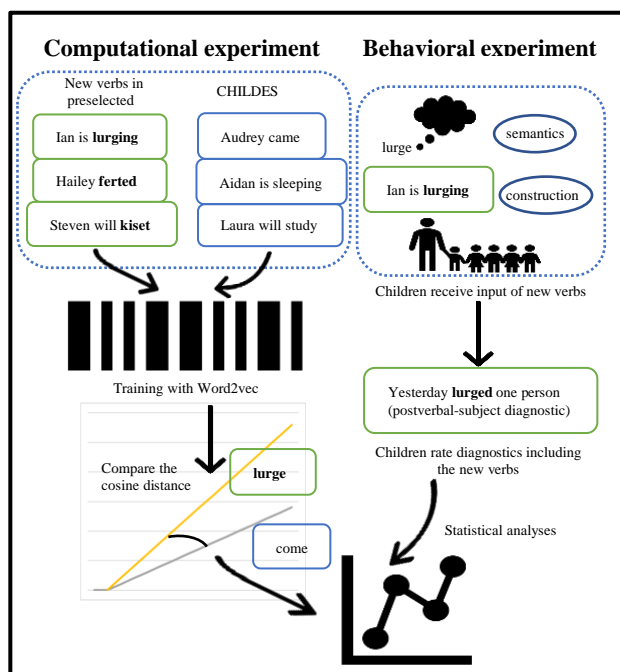 Computational experiment
New verbs in
preselected
Ian is lurging
Hailey ferted
Steven will kiset
CHILDES
Audrey came
Aidan is sleeping
Laura will study
Training with Word2vec
Compare the
cosine distance
lurge
come
Behavioral experiment
lurge
semantics
Ian is lurging
construction
Children receive input of new verbs
Yesterday lurged one person
(postverbal-subject diagnostic)
Children rate diagnostics including
the new verbs
Statistical analyses